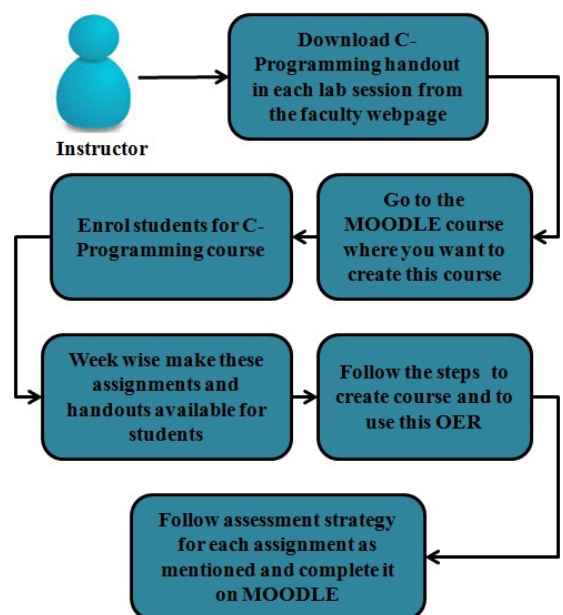 Download C-
Programming handout
in each lab session from
the faculty webpage
Instructor
Go to the
MOODLE course
where you want to
create this course
Enrol students for C-
Programming course
Week wise make these
assignments and
handouts available for
students
Follow the steps to
create course and to
use this OER
Follow assessment strategy
for each assignment as
mentioned and complete it
on MOODLE